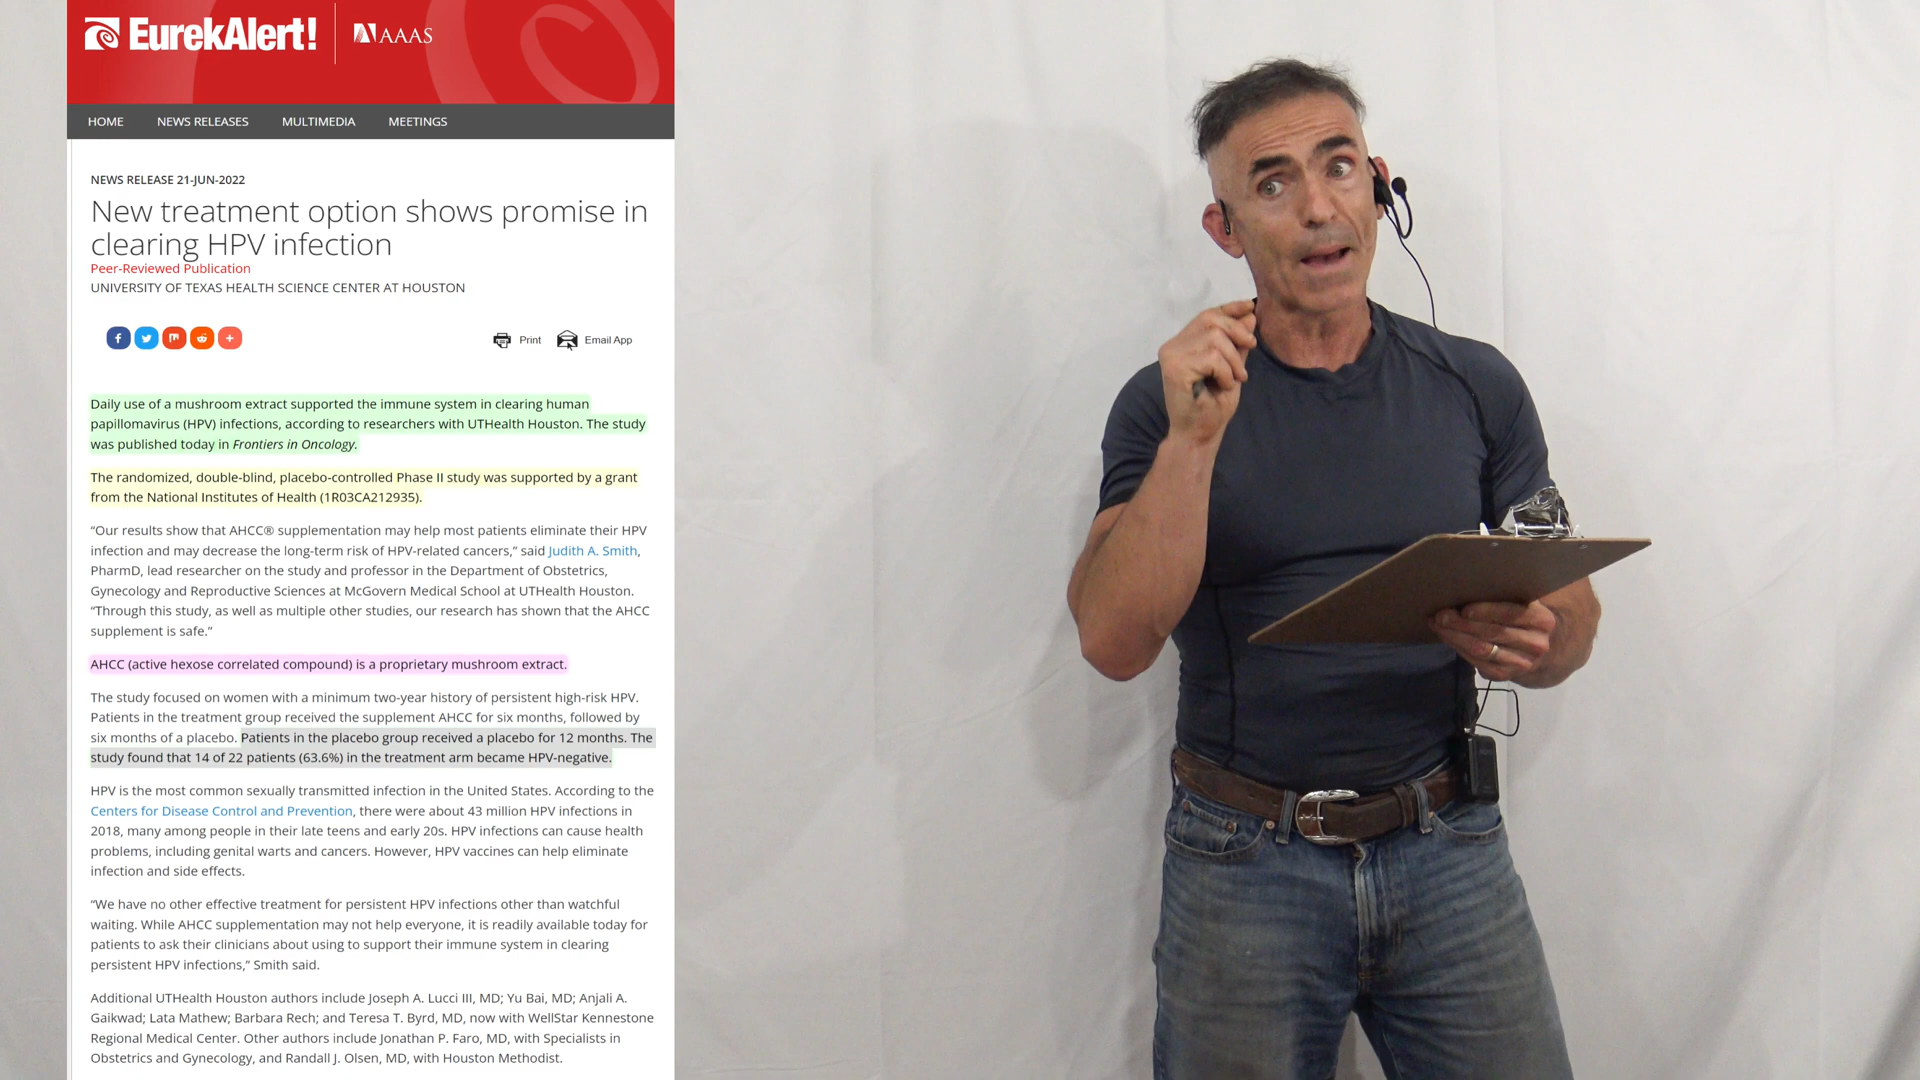 EurekAlert!
AAAS
HOME NEWS RELEASES MULTIMEDIA MEETINGS
NEWS RELEASE 21-JUN-2022
New treatment option shows promise in
clearing HPV infection
Peer-Reviewed Publication
UNIVERSITY OF TEXAS HEALTH SCIENCE CENTER AT HOUSTON
Print Email App
Daily use of a mushroom extract supported the immune system in clearing human
papillomavirus (HPV) infections, according to researchers with UTHealth Houston. The study
was published today in Frontiers in Oncology.
The randomized, double-blind, placebo-controlled Phase II study was supported by a grant
from the National Institutes of Health (1R03CA212935).
“Our results show that AHCC® supplementation may help most patients eliminate their HPV
infection and may decrease the long-term risk of HPV-related cancers,” said Judith A. Smith,
PharmD, lead researcher on the study and professor in the Department of Obstetrics,
Gynecology and Reproductive Sciences at McGovern Medical School at UTHealth Houston.
“Through this study, as well as multiple other studies, our research has shown that the AHCC
supplement is safe.”
AHCC (active hexose correlated compound) is a proprietary mushroom extract.
The study focused on women with a minimum two-year history of persistent high-risk HPV.
Patients in the treatment group received the supplement AHCC for six months, followed by
six months of a placebo. Patients in the placebo group received a placebo for 12 months. The
study found that 14 of 22 patients (63.6%) in the treatment arm became HPV-negative.
HPV is the most common sexually transmitted infection in the United States. According to the
Centers for Disease Control and Prevention, there were about 43 million HPV infections in
2018, many among people in their late teens and early 20s. HPV infections can cause health
problems, including genital warts and cancers. However, HPV vaccines can help eliminate
infection and side effects.
“We have no other effective treatment for persistent HPV infections other than watchful
waiting. While AHCC supplementation may not help everyone, it is readily available today for
patients to ask their clinicians about using to support their immune system in clearing
persistent HPV infections,” Smith said.
Additional UTHealth Houston authors include Joseph A. Lucci III, MD; Yu Bai, MD; Anjali A.
Gaikwad; Lata Mathew; Barbara Rech; and Teresa T. Byrd, MD, now with WellStar Kennestone
Regional Medical Center. Other authors include Jonathan P. Faro, MD, with Specialists in
Obstetrics and Gynecology, and Randall J. Olsen, MD, with Houston Methodist.